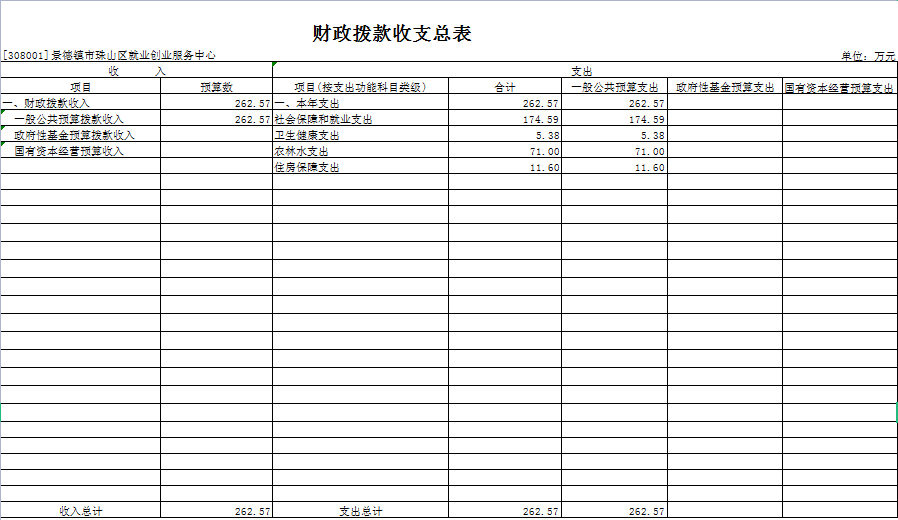 财政拨款收支总表
[308001]景德镇市珠山区就业创业服务中心 单位：万元
收 入 支出
项目 预算数 项目(按支出功能科目类级) 合计 一般公共预算支出 政府性基金预算支出 国有资本经营预算支出
一、财政拨款收入 262.57 一、本年支出 262.57 262.57
一般公共预算拨款收入 262.57 社会保障和就业支出 174.59 174.59
政府性基金预算拨款收入 卫生健康支出 5.38 5.38
国有资本经营预算收入 农林水支出 71.00 71.00
住房保障支出 11.60 11.60
收入总计 262.57 支出总计 262.57 262.57